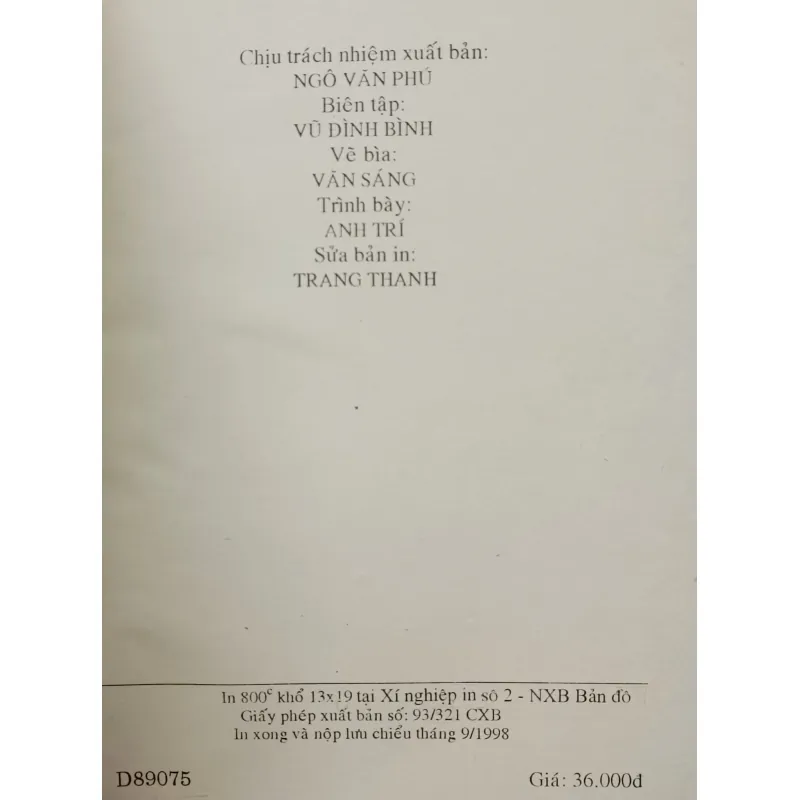 Chịu trách nhiệm xuất bản:
NGÔ VĂN PHÚ
Biên tập:
VŨ ĐÌNH BÌNH
Vẽ bìa:
VĂN SÁNG
Trình bày:
ANH TRÍ
Sửa bản in:
TRANG THANH
In 800ᶜ khổ 13x19 tại Xí nghiệp in số 2 - NXB Bản đồ
Giấy phép xuất bản số: 93/321 CXB
In xong và nộp lưu chiểu tháng 9/1998
D89075
Giá: 36.000đ